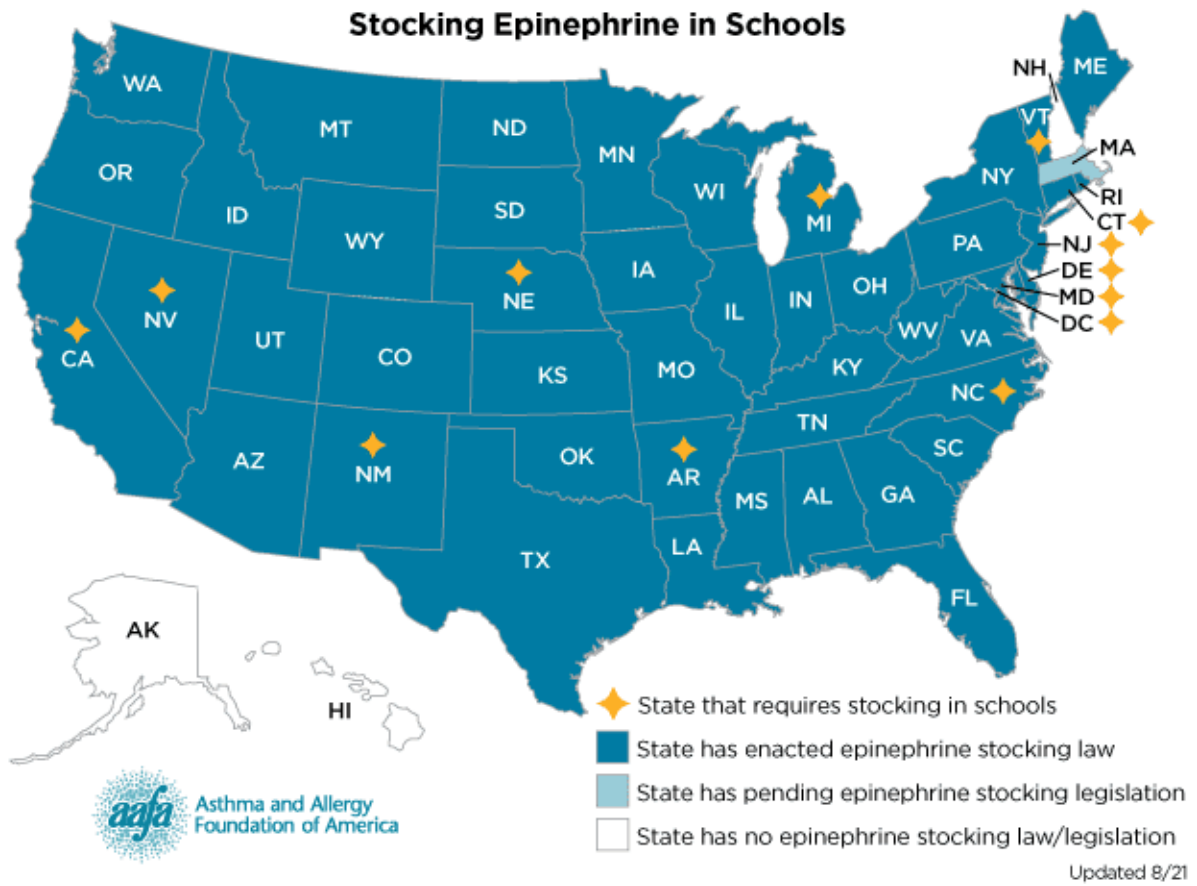 Stocking Epinephrine in Schools
WA
MT
ND
MN
OR
ID
SD
WI
MI
NH
ME
VT
MA
NY
RI
CT
WY
IA
PA
NJ
NE
OH
DE
NV
IL
IN
MD
DC
UT
CO
WV
VA
CA
KS
MO
KY
NC
TN
AZ
NM
OK
AR
SC
MS
AL
GA
LA
TX
FL
AK
HI
State that requires stocking in schools
State has enacted epinephrine stocking law
State has pending epinephrine stocking legislation
State has no epinephrine stocking law/legislation
aafa
Asthma and Allergy
Foundation of America
Updated 8/21